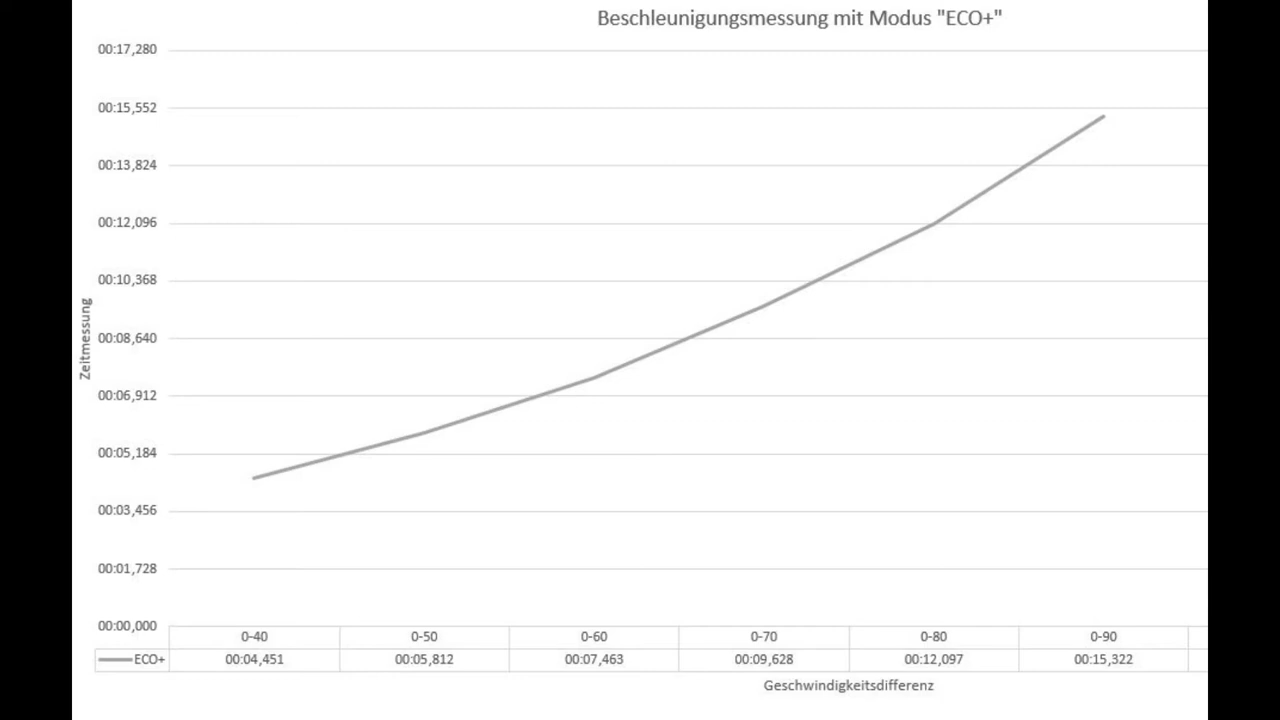 Beschleunigungsmessung mit Modus "ECO+"
00:17,280
00:15,552
00:13,824
00:12,096
00:10,368
00:08,640
00:06,912
00:05,184
00:03,456
00:01,728
00:00,000
Zeitmessung
0-40 0-50 0-60 0-70 0-80 0-90
ECO+ 00:04,451 00:05,812 00:07,463 00:09,628 00:12,097 00:15,322
Geschwindigkeitsdifferenz